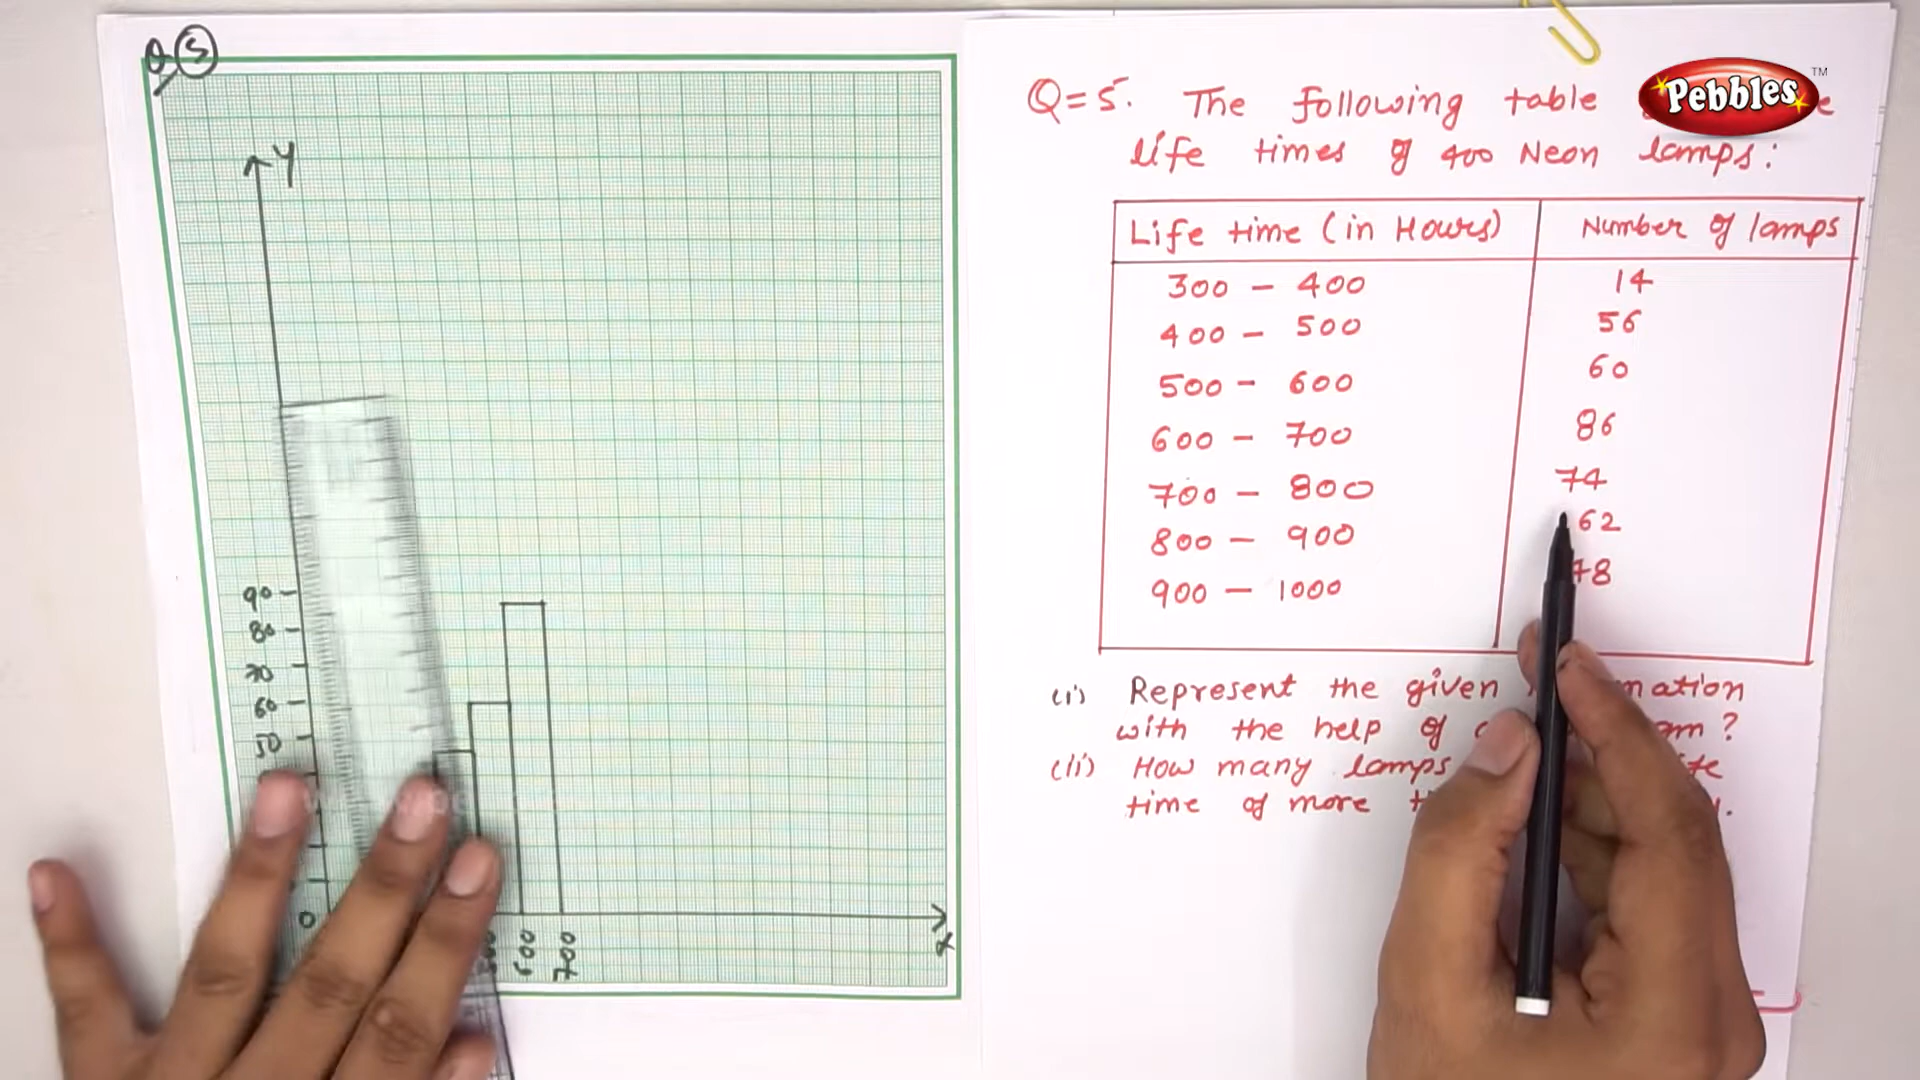 Q 5
Y
90
80
70
60
50
0
600
700
x
Pebbles™
Q=5. The following table
life times of 400 Neon lamps:
Life time (in Hours) Number of lamps
300 - 400 14
400 - 500 56
500 - 600 60
600 - 700 86
700 - 800 74
800 - 900 62
900 - 1000 78
(i) Represent the given
with the help of
(ii) How many lamps
time of more